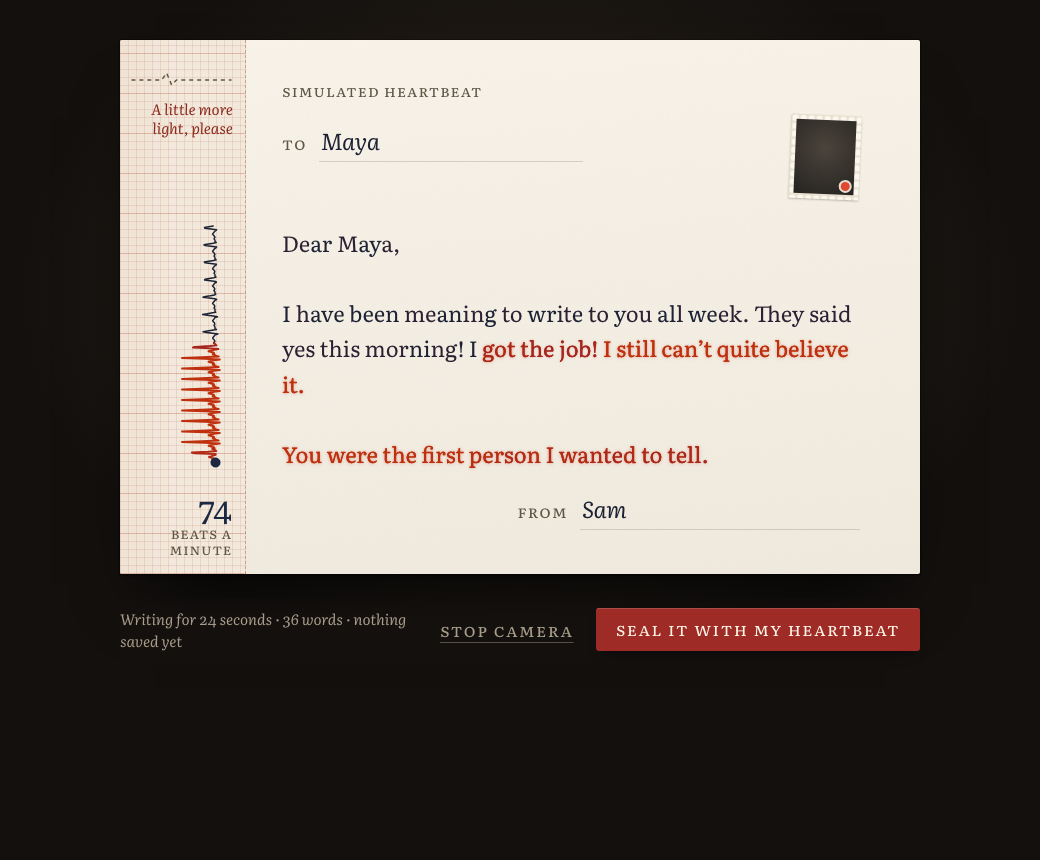 A little more
light, please
SIMULATED HEARTBEAT
TO Maya
Dear Maya,
I have been meaning to write to you all week. They said
yes this morning! I got the job! I still can’t quite believe
it.
You were the first person I wanted to tell.
FROM Sam
74
BEATS A
MINUTE
Writing for 24 seconds · 36 words · nothing
saved yet
STOP CAMERA
SEAL IT WITH MY HEARTBEAT